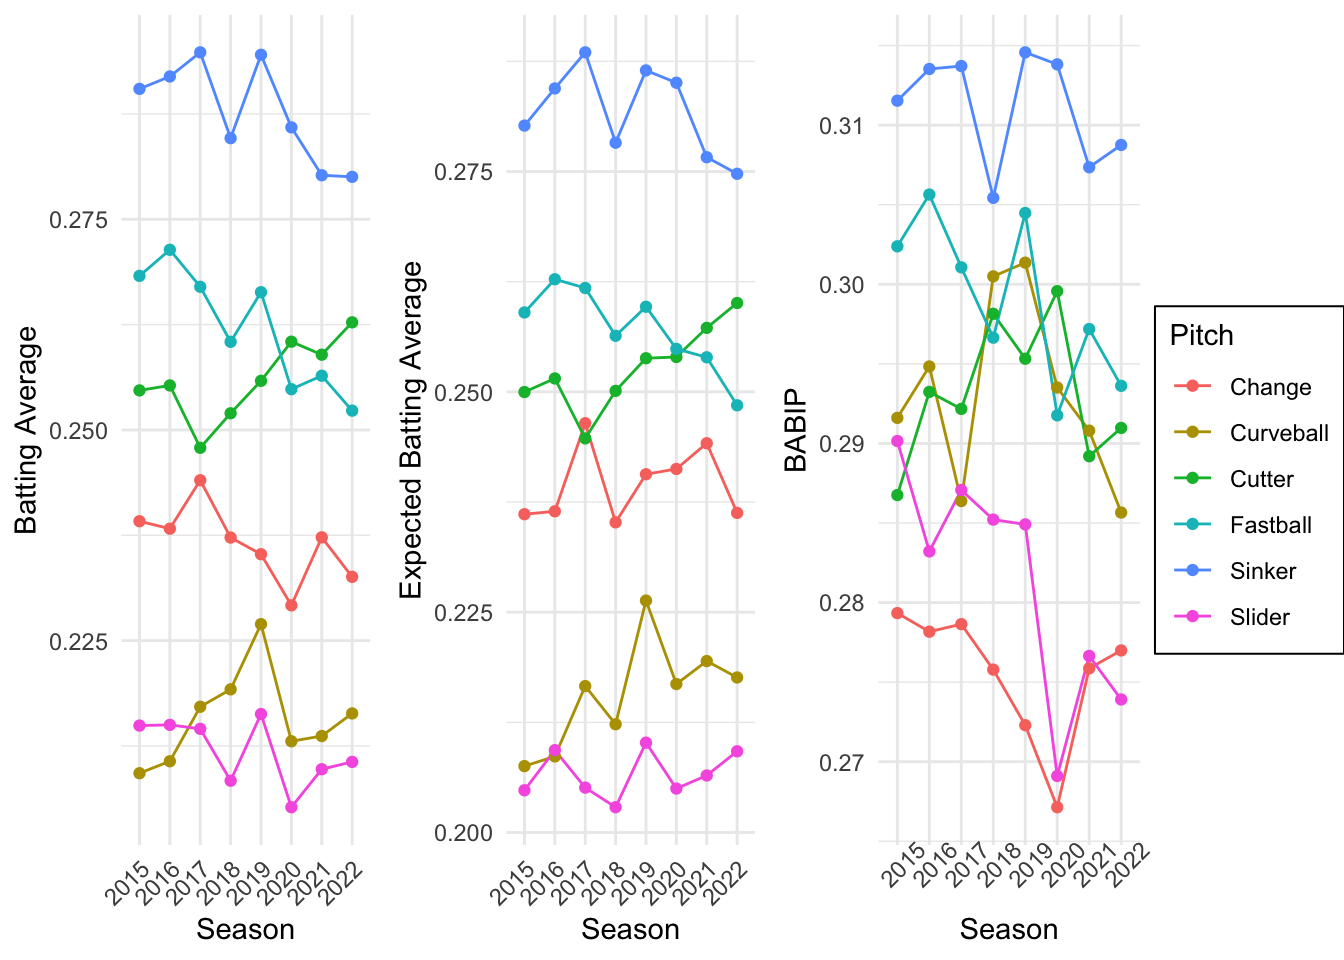 Batting Average
0.275
0.250
0.225
2015
2016
2017
2018
2019
2020
2021
2022
Season
Expected Batting Average
0.275
0.250
0.225
0.200
2015
2016
2017
2018
2019
2020
2021
2022
Season
BABIP
0.31
0.30
0.29
0.28
0.27
2015
2016
2017
2018
2019
2020
2021
2022
Season
Pitch
Change
Curveball
Cutter
Fastball
Sinker
Slider